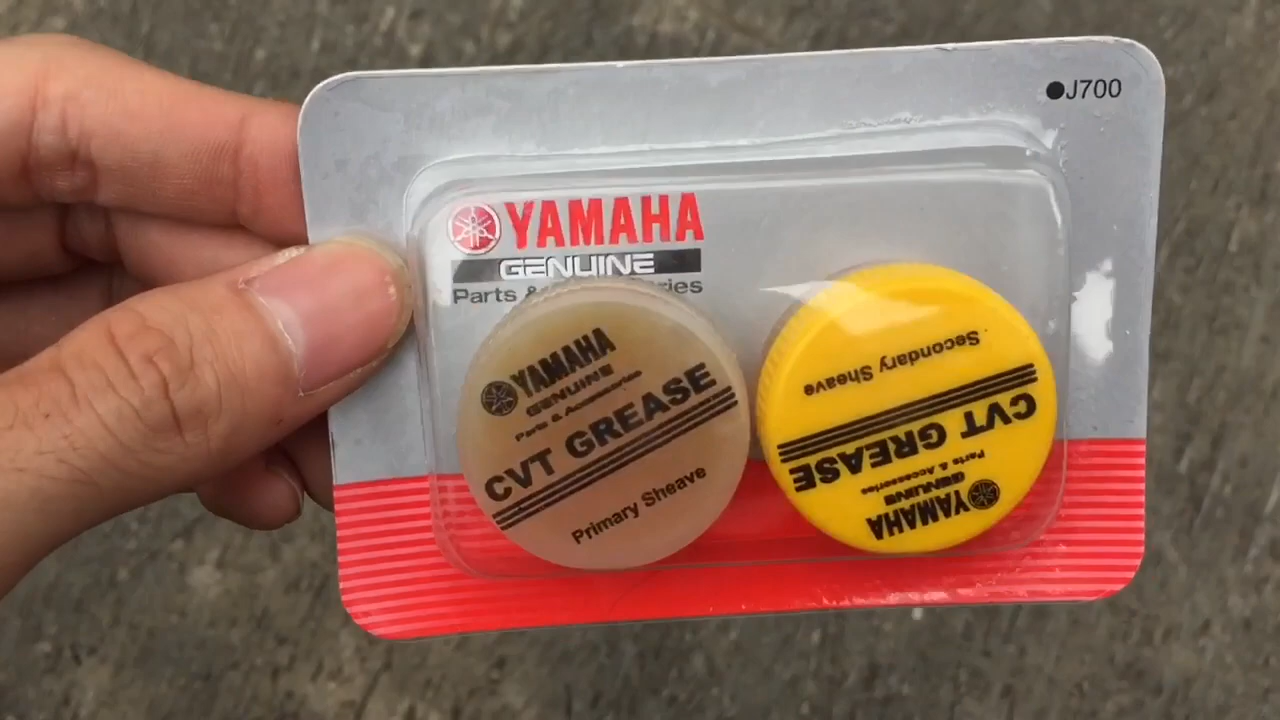 ●J700
YAMAHA
GENUINE
Parts &
YAMAHA
GENUINE
Parts & Accessories
CVT GREASE
Primary Sheave
YAMAHA
GENUINE
Parts & Accessories
CVT GREASE
Secondary Sheave